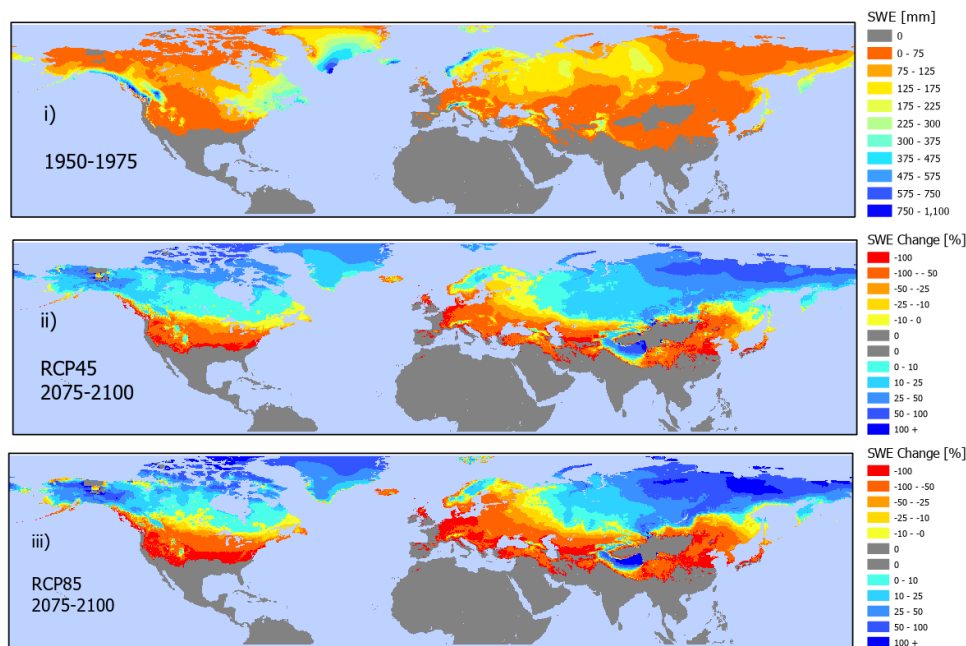 SWE [mm]
0
0 - 75
75 - 125
125 - 175
175 - 225
225 - 300
300 - 375
375 - 475
475 - 575
575 - 750
750 - 1,100
i)
1950-1975
SWE Change [%]
-100
-100 - -50
-50 - -25
-25 - -10
-10 - 0
0
0
0 - 10
10 - 25
25 - 50
50 - 100
100 +
ii)
RCP45
2075-2100
SWE Change [%]
-100
-100 - -50
-50 - -25
-25 - -10
-10 - -0
0
0
0 - 10
10 - 25
25 - 50
50 - 100
100 +
iii)
RCP85
2075-2100